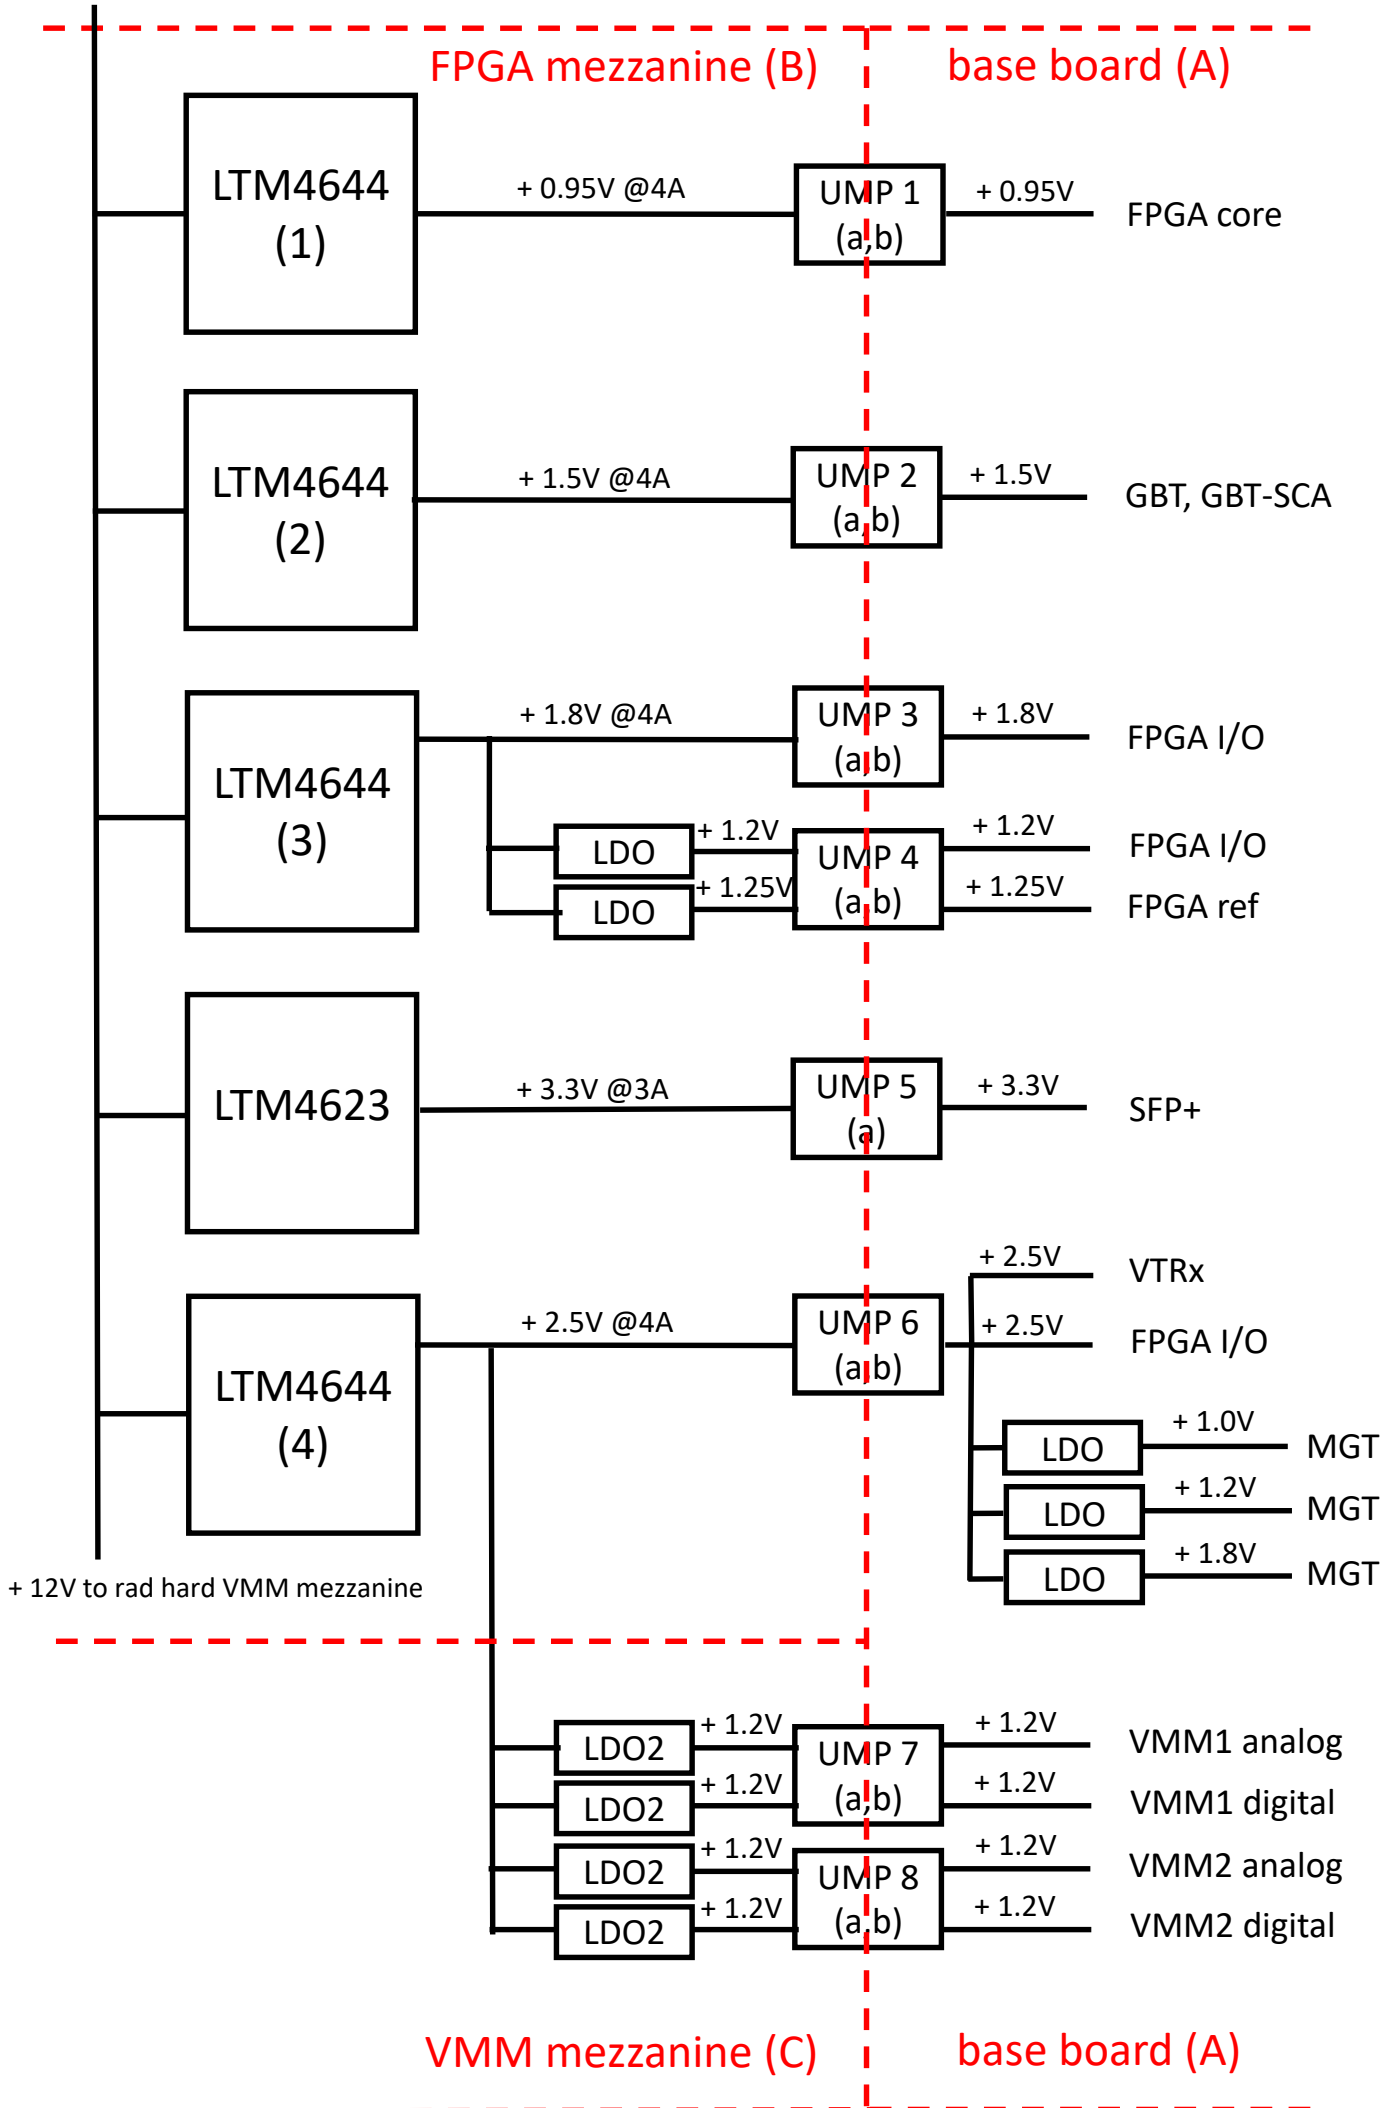 FPGA mezzanine (B)
base board (A)
LTM4644
(1)
+ 0.95V @4A
UMP 1
(a,b)
+ 0.95V
FPGA core
LTM4644
(2)
+ 1.5V @4A
UMP 2
(a,b)
+ 1.5V
GBT, GBT-SCA
LTM4644
(3)
+ 1.8V @4A
UMP 3
(a,b)
+ 1.8V
FPGA I/O
LDO
+ 1.2V
UMP 4
(a,b)
+ 1.2V
FPGA I/O
LDO
+ 1.25V
+ 1.25V
FPGA ref
LTM4623
+ 3.3V @3A
UMP 5
(a)
+ 3.3V
SFP+
LTM4644
(4)
+ 2.5V @4A
UMP 6
(a,b)
+ 2.5V
VTRx
+ 2.5V
FPGA I/O
LDO
+ 1.0V
MGT
LDO
+ 1.2V
MGT
LDO
+ 1.8V
MGT
+ 12V to rad hard VMM mezzanine
LDO2
+ 1.2V
UMP 7
(a,b)
+ 1.2V
VMM1 analog
LDO2
+ 1.2V
+ 1.2V
VMM1 digital
LDO2
+ 1.2V
UMP 8
(a,b)
+ 1.2V
VMM2 analog
LDO2
+ 1.2V
+ 1.2V
VMM2 digital
VMM mezzanine (C)
base board (A)